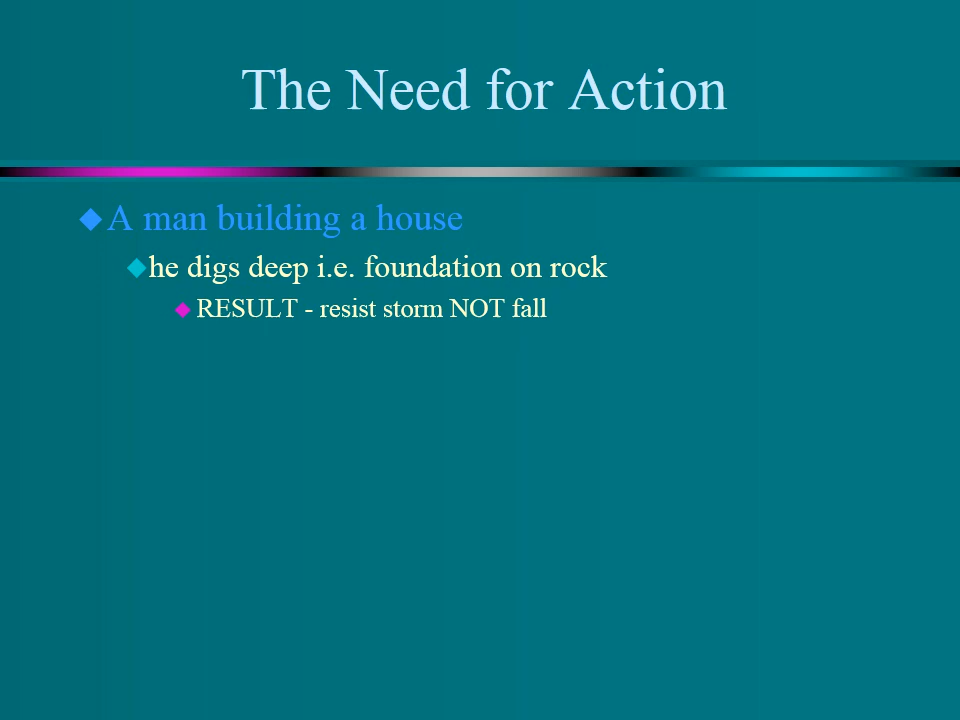 The Need for Action
A man building a house
he digs deep i.e. foundation on rock
RESULT - resist storm NOT fall